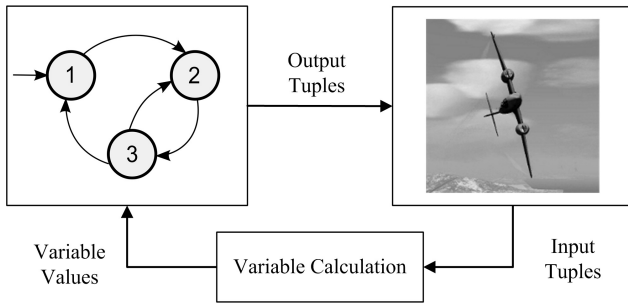 1
2
3
Output
Tuples
Variable
Values
Variable Calculation
Input
Tuples